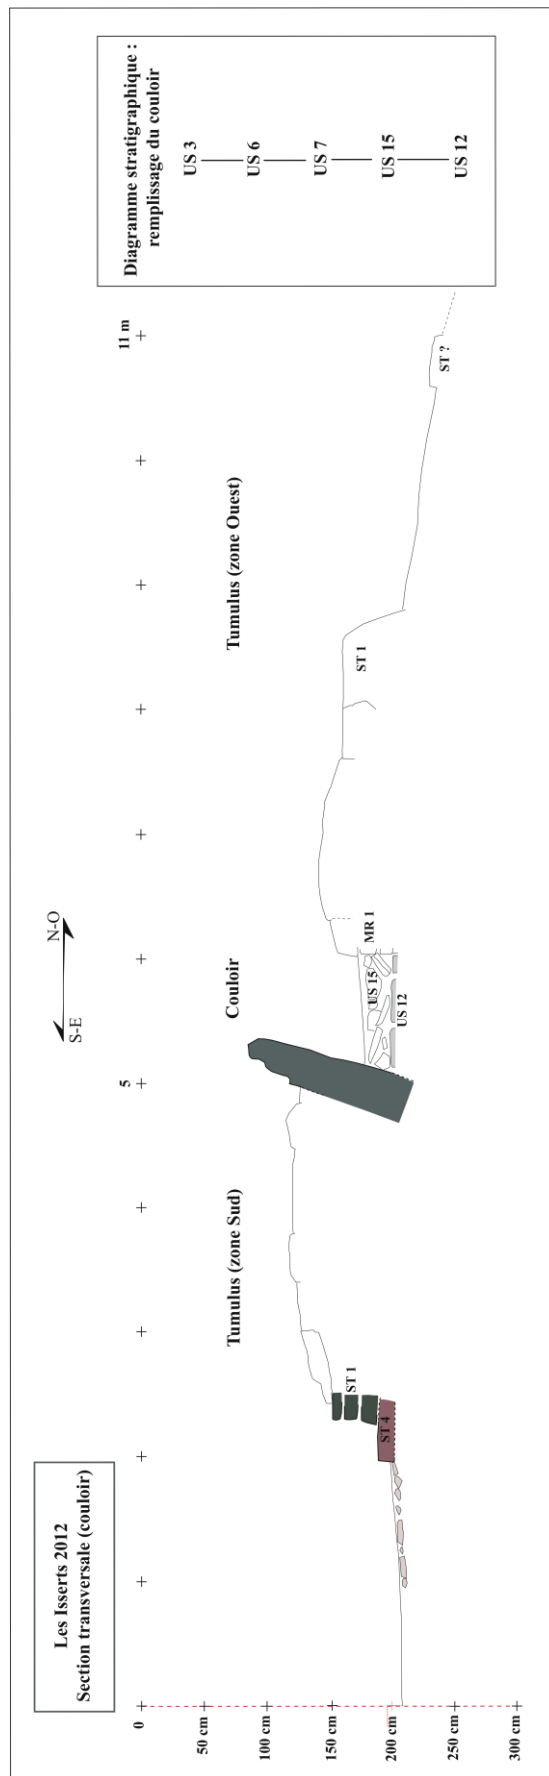 Les Isserts 2012
Section transversale (couloir)
0
50 cm
100 cm
150 cm
200 cm
250 cm
300 cm
Tumulus (zone Sud)
ST 1
ST 4
5
S-E
N-O
Couloir
US 15
US 12
MR 1
Tumulus (zone Ouest)
ST 1
ST ?
11 m
Diagramme stratigraphique :
remplissage du couloir
US 3
US 6
US 7
US 15
US 12